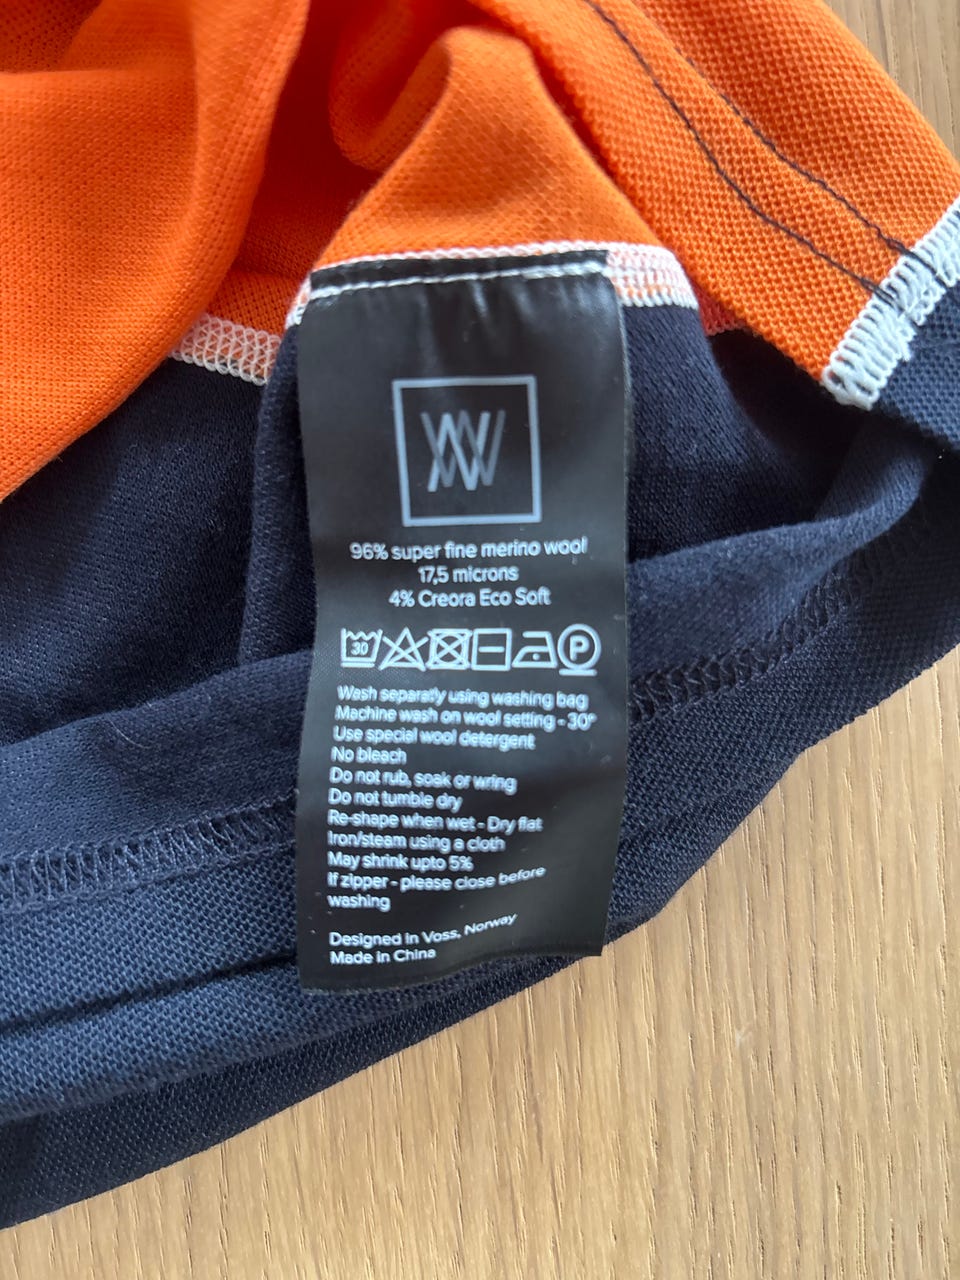 96% super fine merino wool
17,5 microns
4% Creora Eco Soft
30 P
Wash separatly using washing bag
Machine wash on wool setting - 30°
Use special wool detergent
No bleach
Do not rub, soak or wring
Do not tumble dry
Re-shape when wet - Dry flat
Iron/steam using a cloth
May shrink upto 5%
If zipper - please close before
washing
Designed in Voss, Norway
Made in China